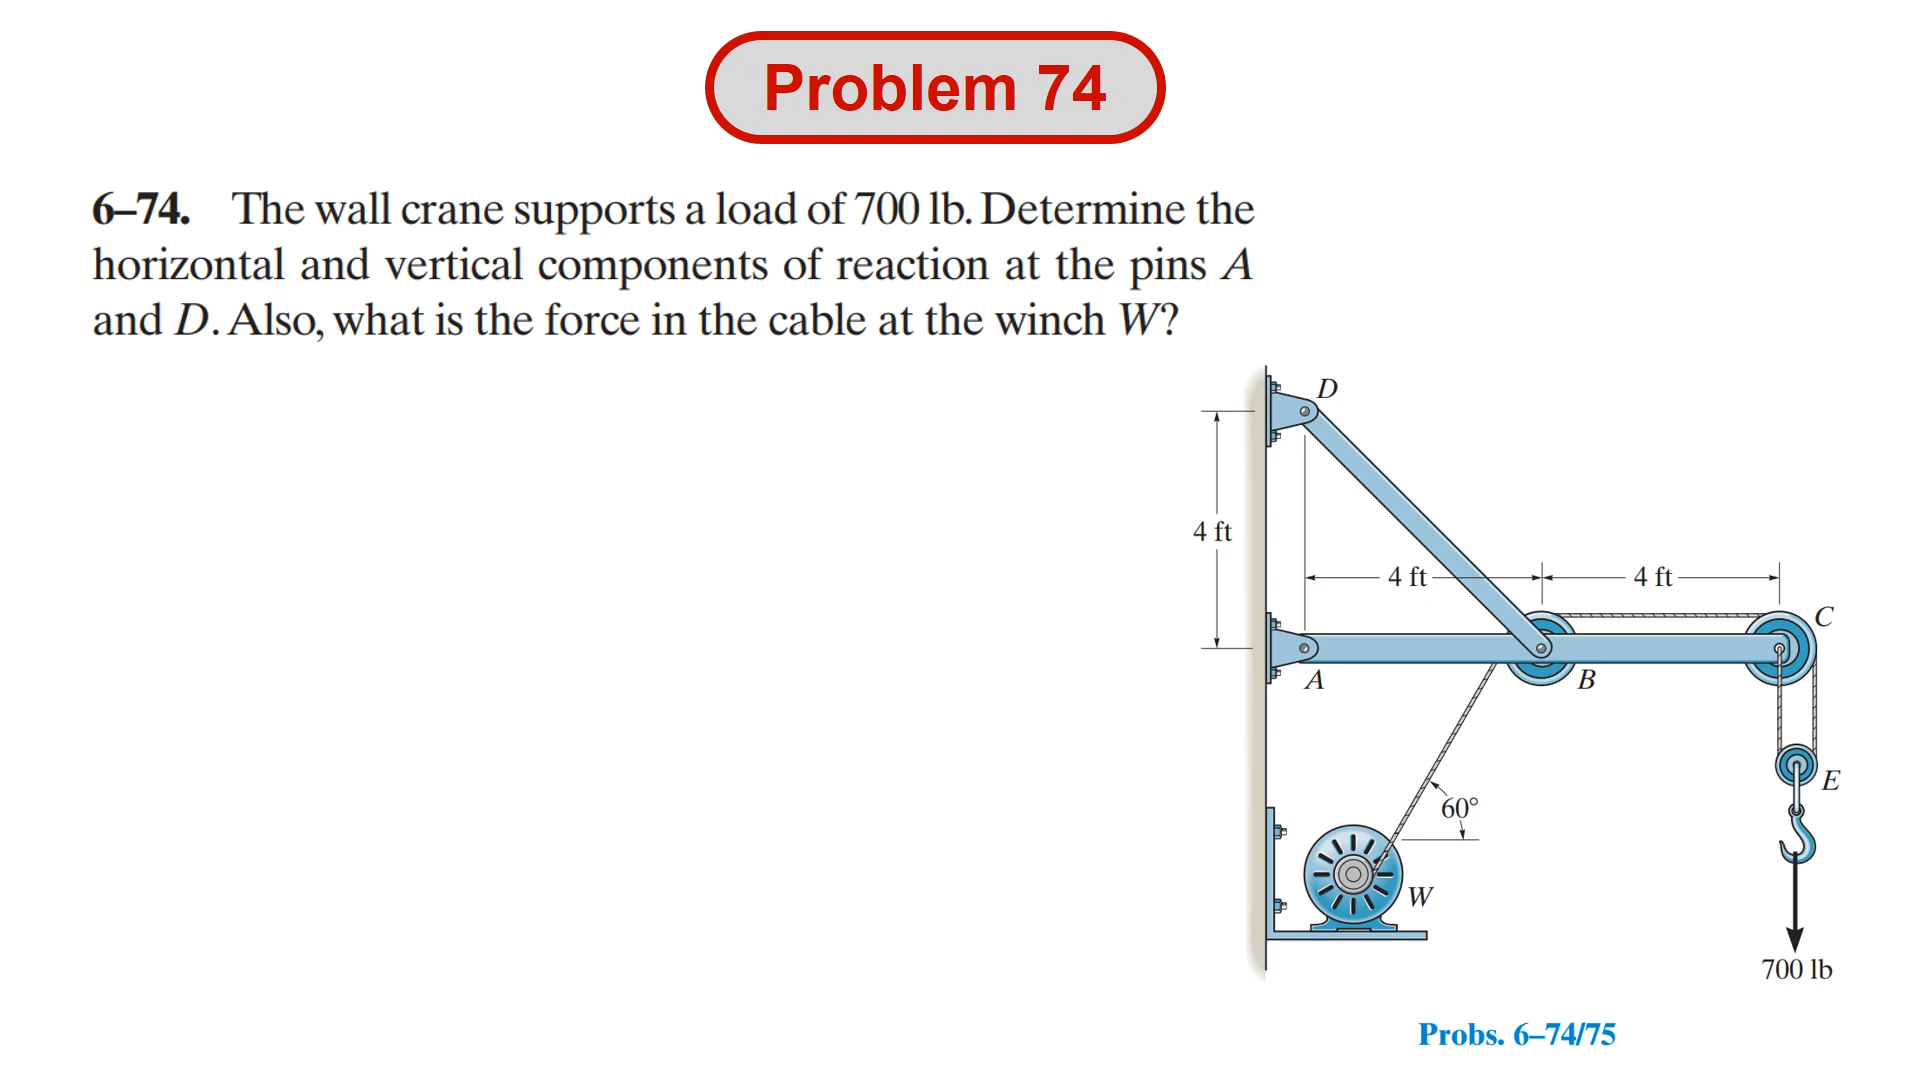 Problem 74
6–74. The wall crane supports a load of 700 lb. Determine the
horizontal and vertical components of reaction at the pins A
and D. Also, what is the force in the cable at the winch W?
D
4 ft
4 ft
4 ft
C
A
B
E
60°
W
700 lb
Probs. 6–74/75